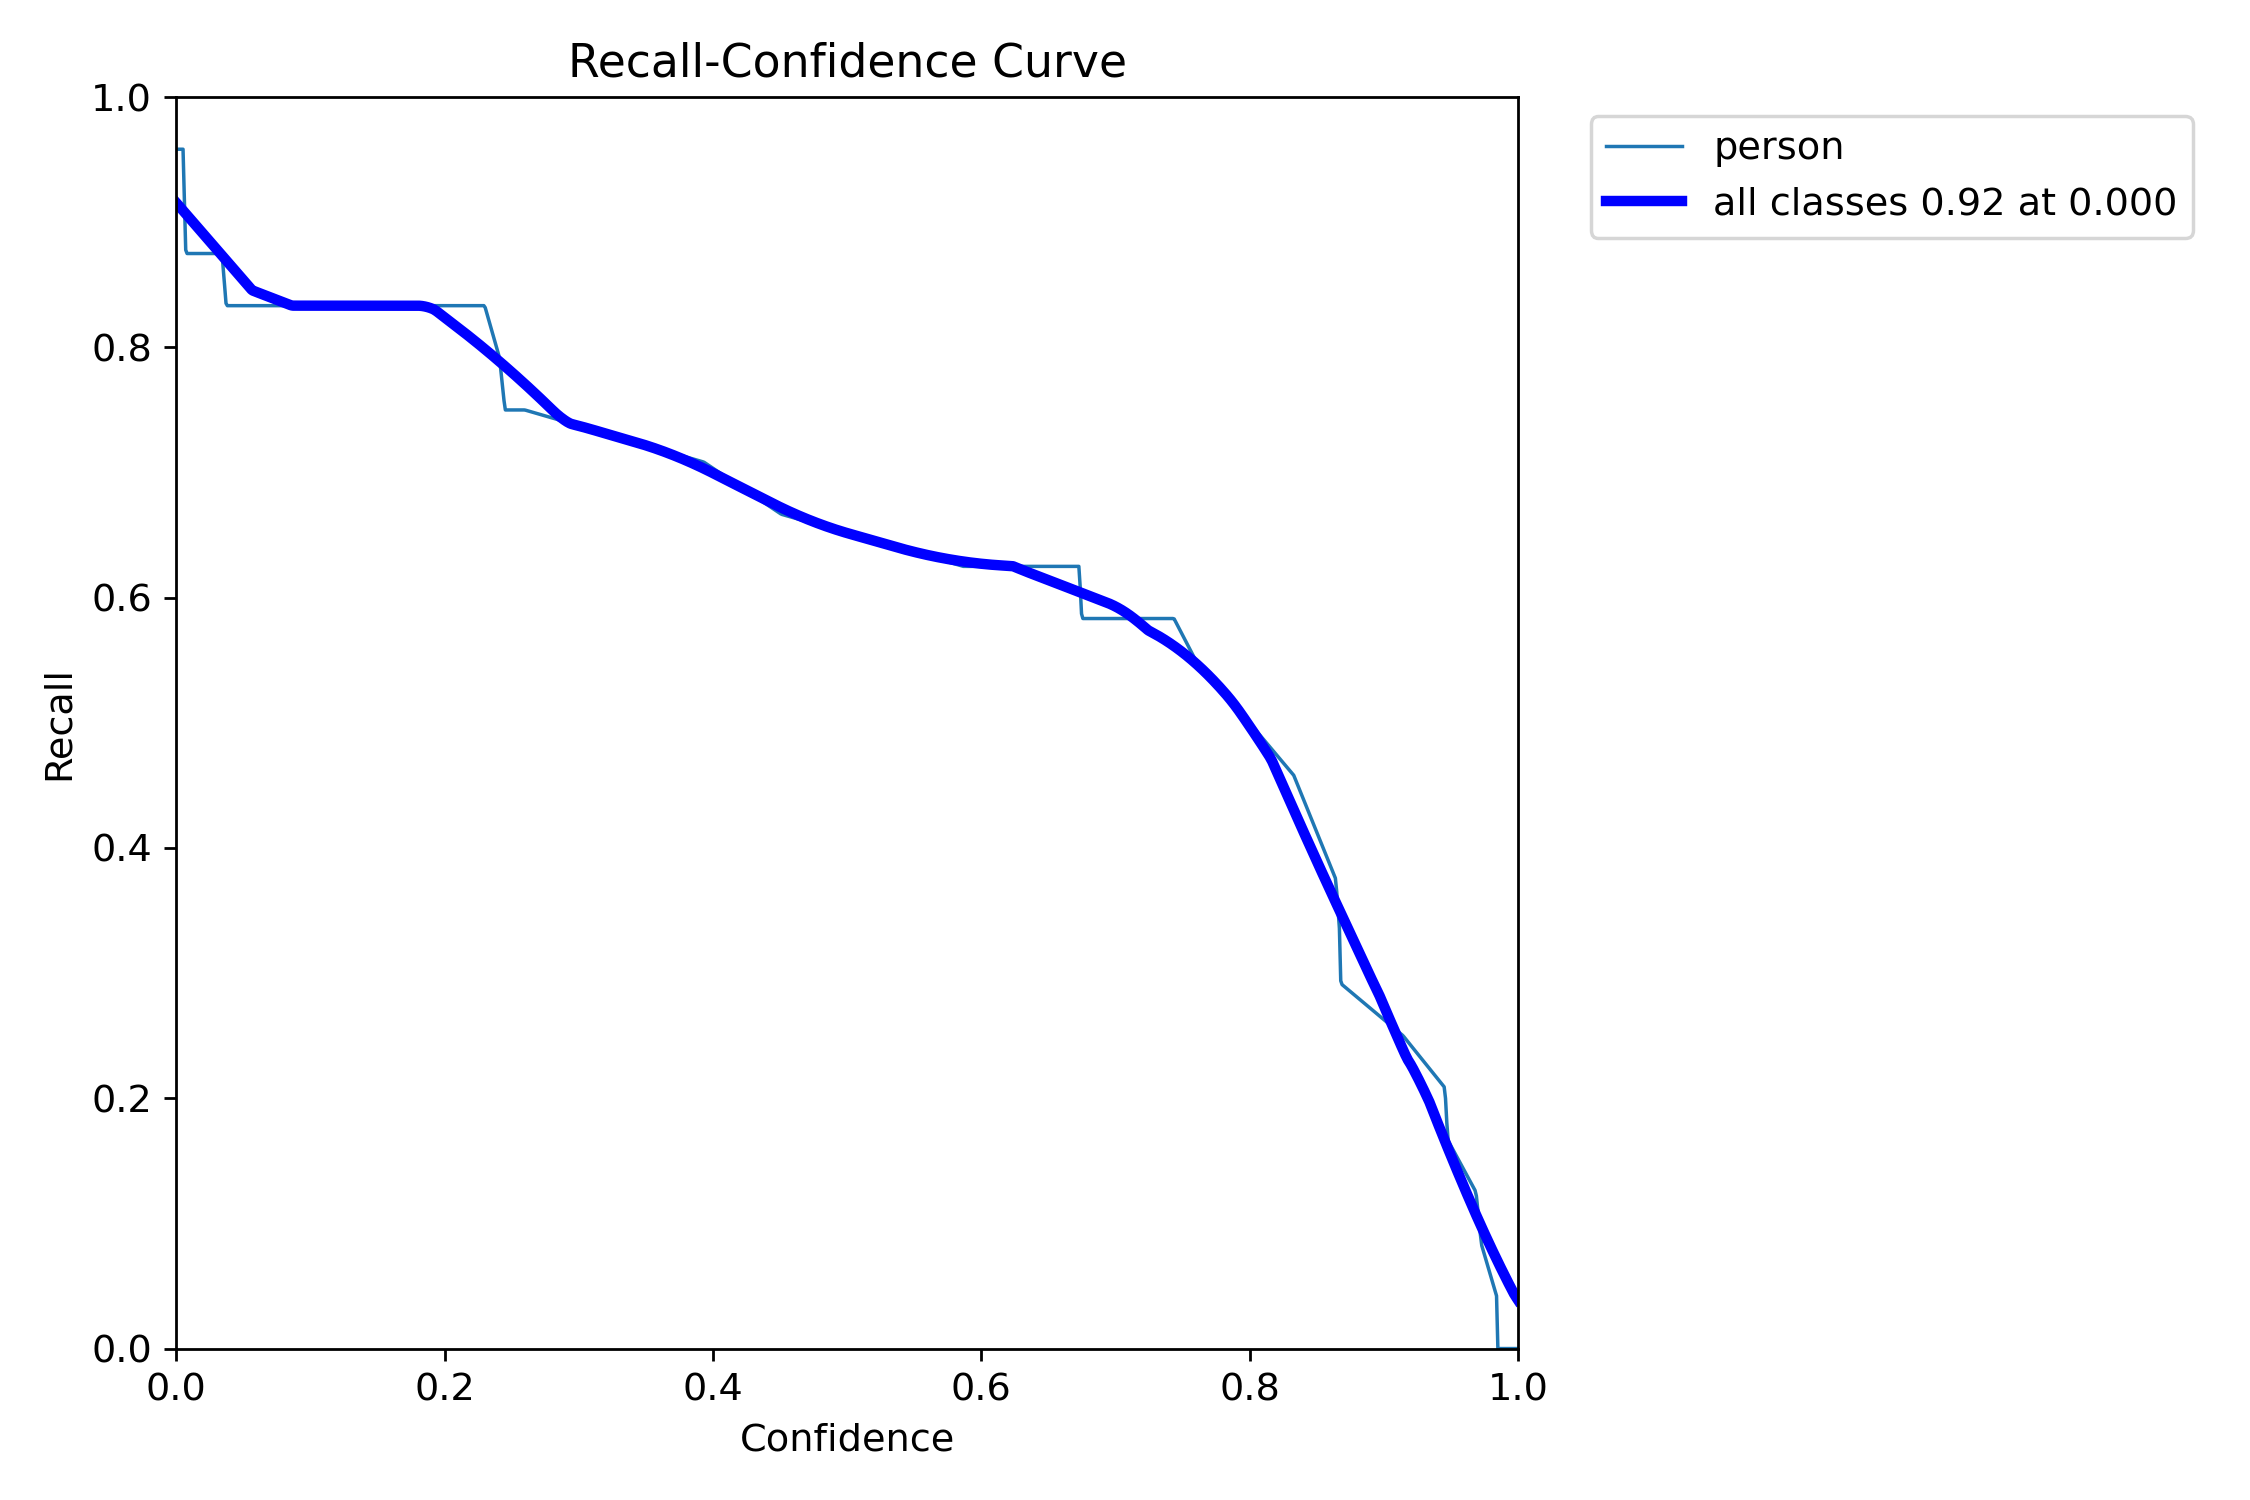 Recall-Confidence Curve
1.0
0.8
0.6
0.4
0.2
0.0
Recall
0.0 0.2 0.4 0.6 0.8 1.0
Confidence
person
all classes 0.92 at 0.000